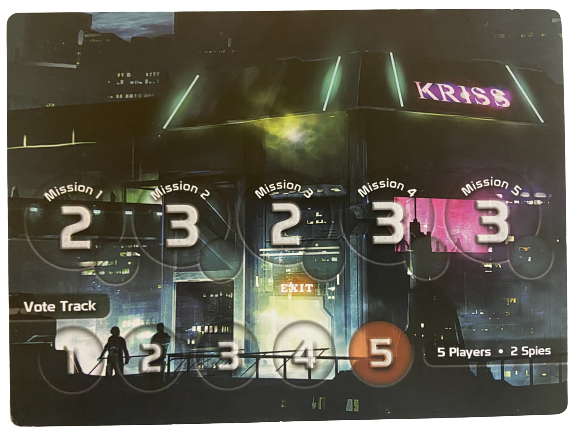 KRISS
Mission 1 Mission 2 Mission 3 Mission 4 Mission 5
2 3 2 3 3
EXIT
Vote Track
1 2 3 4 5
5 Players • 2 Spies